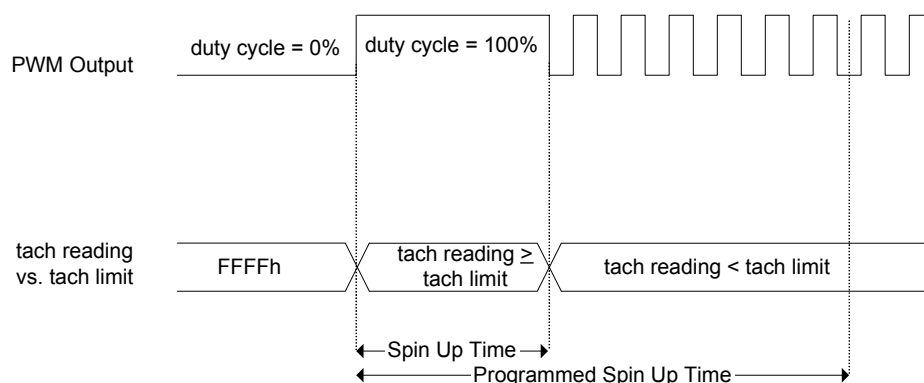 duty cycle = 0%
duty cycle = 100%
PWM Output
tach reading
vs. tach limit
FFFFh
tach reading ≥
tach limit
tach reading < tach limit
Spin Up Time
Programmed Spin Up Time